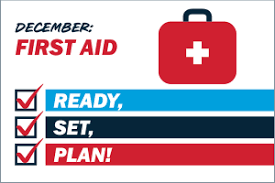 DECEMBER:
FIRST AID
READY,
SET,
PLAN!